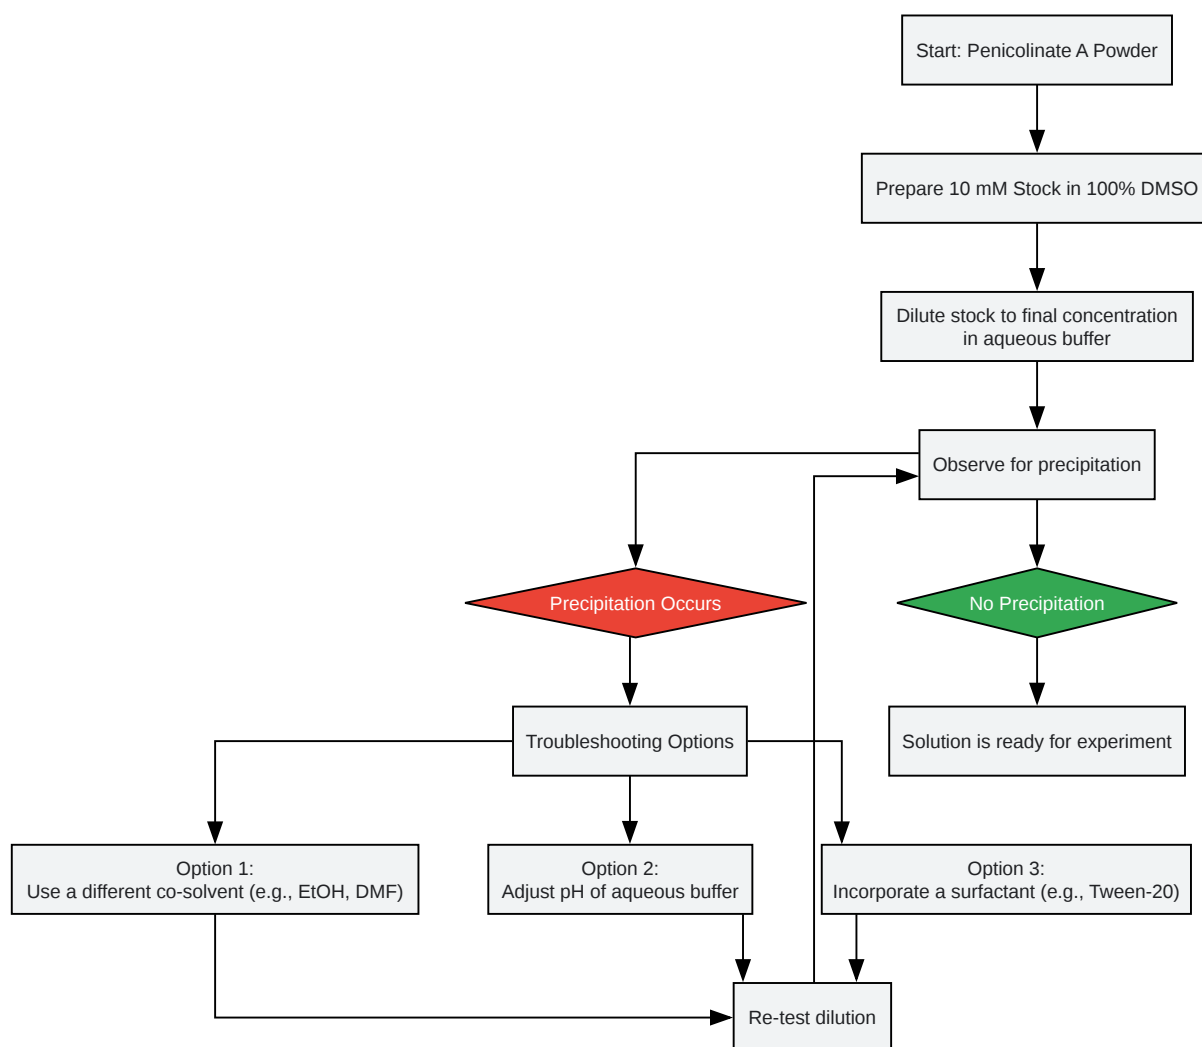 Start: Penicolinate A Powder
Prepare 10 mM Stock in 100% DMSO
Dilute stock to final concentration
in aqueous buffer
Observe for precipitation
Precipitation Occurs
No Precipitation
Troubleshooting Options
Solution is ready for experiment
Option 1:
Use a different co-solvent (e.g., EtOH, DMF)
Option 2:
Adjust pH of aqueous buffer
Option 3:
Incorporate a surfactant (e.g., Tween-20)
Re-test dilution